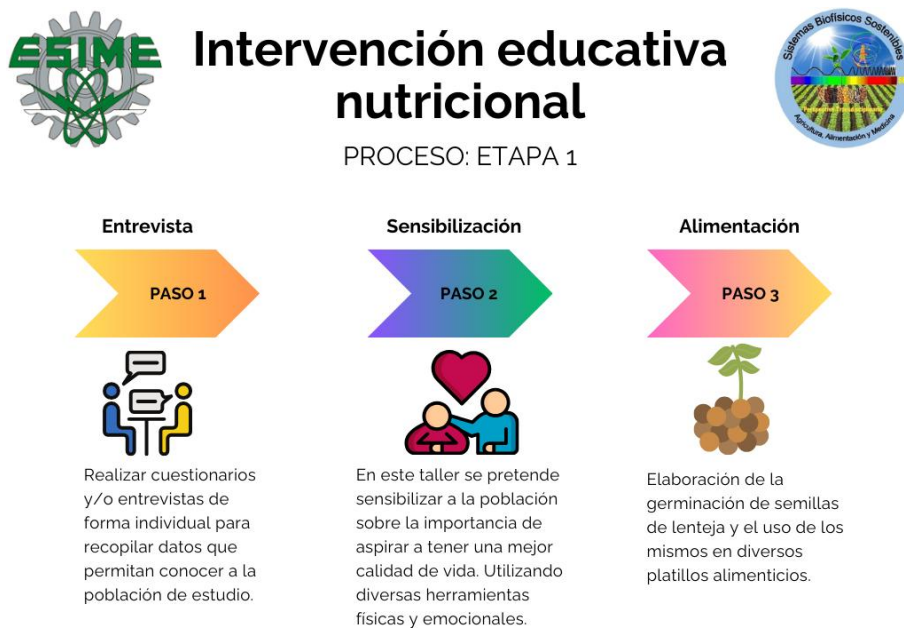 ESIME
Intervención educativa
nutricional
PROCESO: ETAPA 1
Sistemas Biofísicos Sostenibles
Agricultura, Alimentación y Medicina
Entrevista
PASO 1
Realizar cuestionarios
y/o entrevistas de
forma individual para
recopilar datos que
permitan conocer a la
población de estudio.
Sensibilización
PASO 2
En este taller se pretende
sensibilizar a la población
sobre la importancia de
aspirar a tener una mejor
calidad de vida. Utilizando
diversas herramientas
físicas y emocionales.
Alimentación
PASO 3
Elaboración de la
germinación de semillas
de lenteja y el uso de los
mismos en diversos
platillos alimenticios.